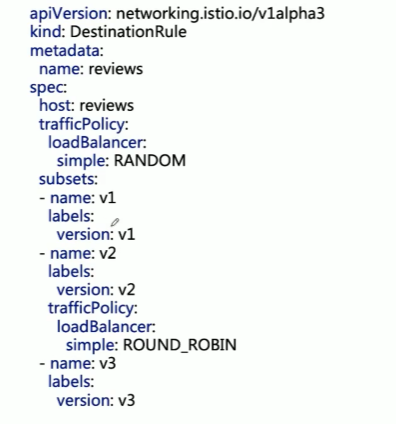 apiVersion: networking.istio.io/v1alpha3
kind: DestinationRule
metadata:
  name: reviews
spec:
  host: reviews
  trafficPolicy:
    loadBalancer:
      simple: RANDOM
  subsets:
  - name: v1
    labels:
      version: v1
  - name: v2
    labels:
      version: v2
    trafficPolicy:
      loadBalancer:
        simple: ROUND_ROBIN
  - name: v3
    labels:
      version: v3